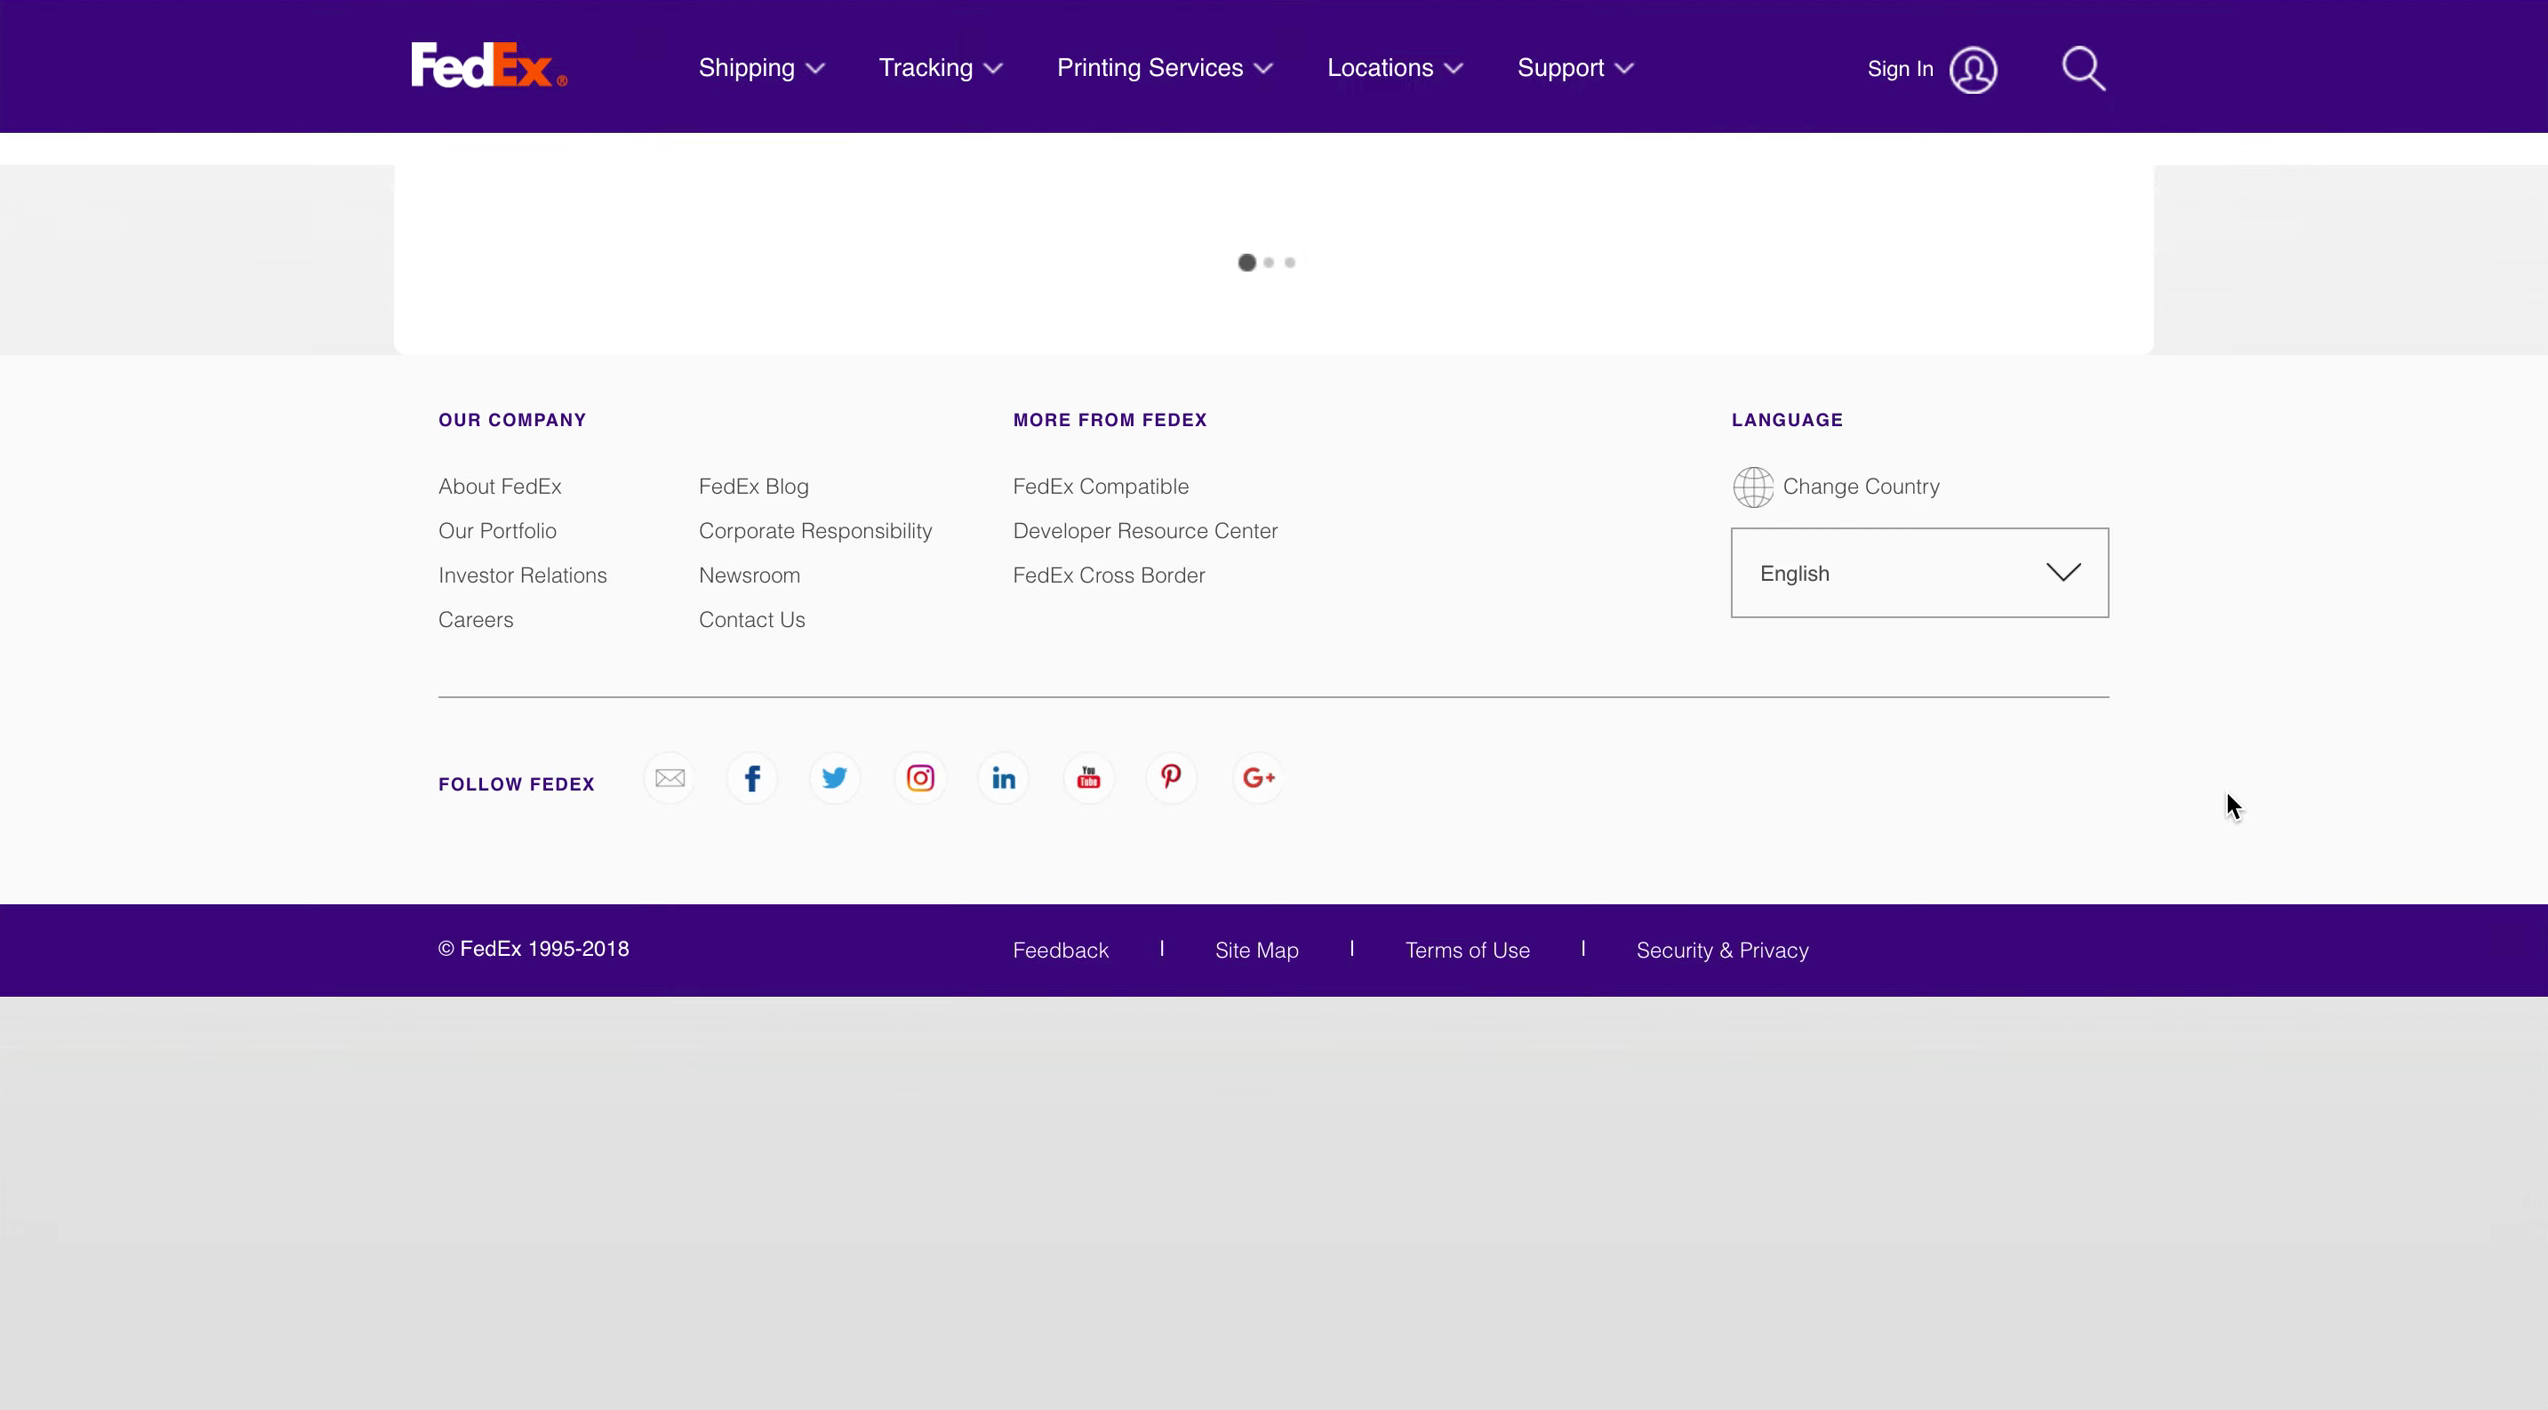 FedEx®
Shipping
Tracking
Printing Services
Locations
Support
Sign In
OUR COMPANY
About FedEx
Our Portfolio
Investor Relations
Careers
FedEx Blog
Corporate Responsibility
Newsroom
Contact Us
MORE FROM FEDEX
FedEx Compatible
Developer Resource Center
FedEx Cross Border
LANGUAGE
Change Country
English
FOLLOW FEDEX
f
in
You
Tube
G+
© FedEx 1995-2018
Feedback | Site Map | Terms of Use | Security & Privacy